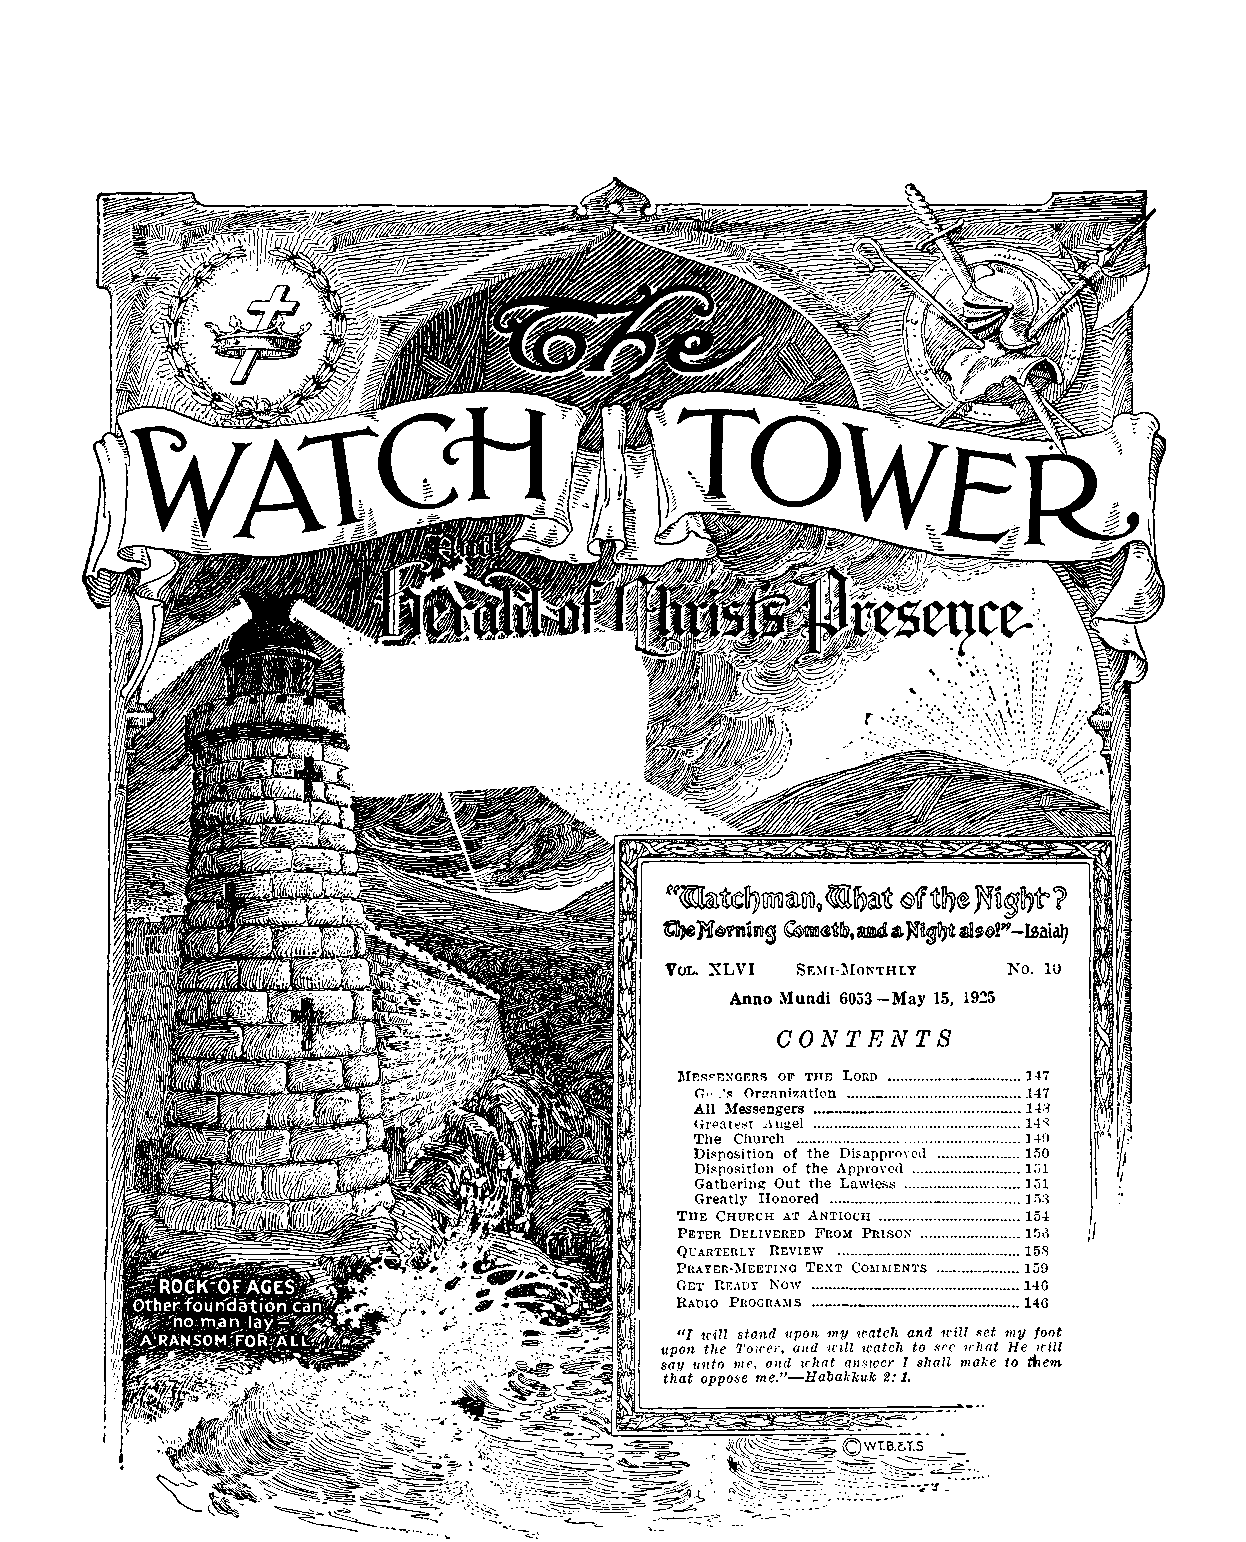 The
WATCH TOWER
And
Herald of Christ's Presence
"Watchman, What of the Night?
The Morning Cometh, and a Night also!"—Isaiah
VOL. XLVI SEMI-MONTHLY No. 10
Anno Mundi 6053—May 15, 1925
CONTENTS
MESSENGERS OF THE LORD 147
Organization 147
All Messengers 148
Greatest Angel 148
The Church 149
Disposition of the Disapproved 150
Disposition of the Approved 151
Gathering Out the Lawless 151
Greatly Honored 153
THE CHURCH AT ANTIOCH 154
PETER DELIVERED FROM PRISON
QUARTERLY REVIEW 158
PRAYER-MEETING TEXT COMMENTS 159
GET READY NOW 146
RADIO PROGRAMS 146
"I will stand upon my watch and will set my foot
upon the Tower, and will watch to see what He will
say unto me, and what answer I shall make to them
that oppose me."—Habakkuk 2:1.
ROCK OF AGES
Other foundation can
no man lay—
A RANSOM FOR ALL
© W.T.B.&T.S